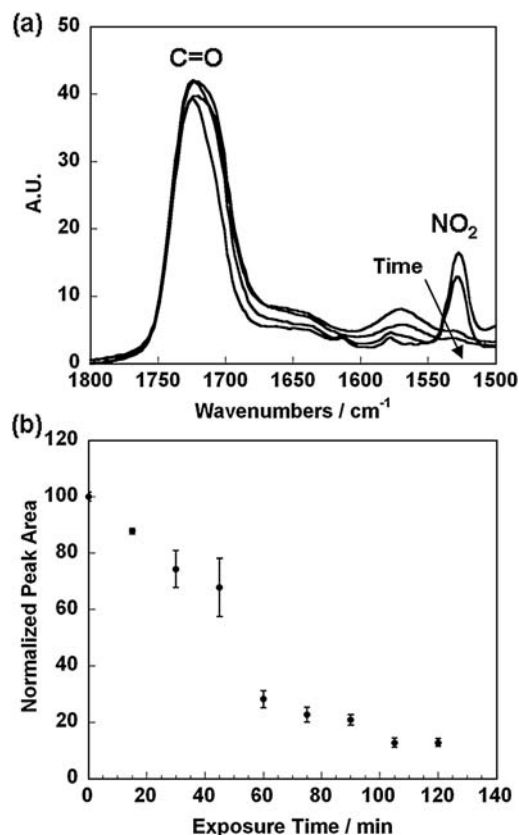 (a)
50
40
30
20
10
0
A.U.
C=O
NO₂
Time
1800 1750 1700 1650 1600 1550 1500
Wavenumbers / cm⁻¹
(b)
120
100
80
60
40
20
0
Normalized Peak Area
0 20 40 60 80 100 120 140
Exposure Time / min